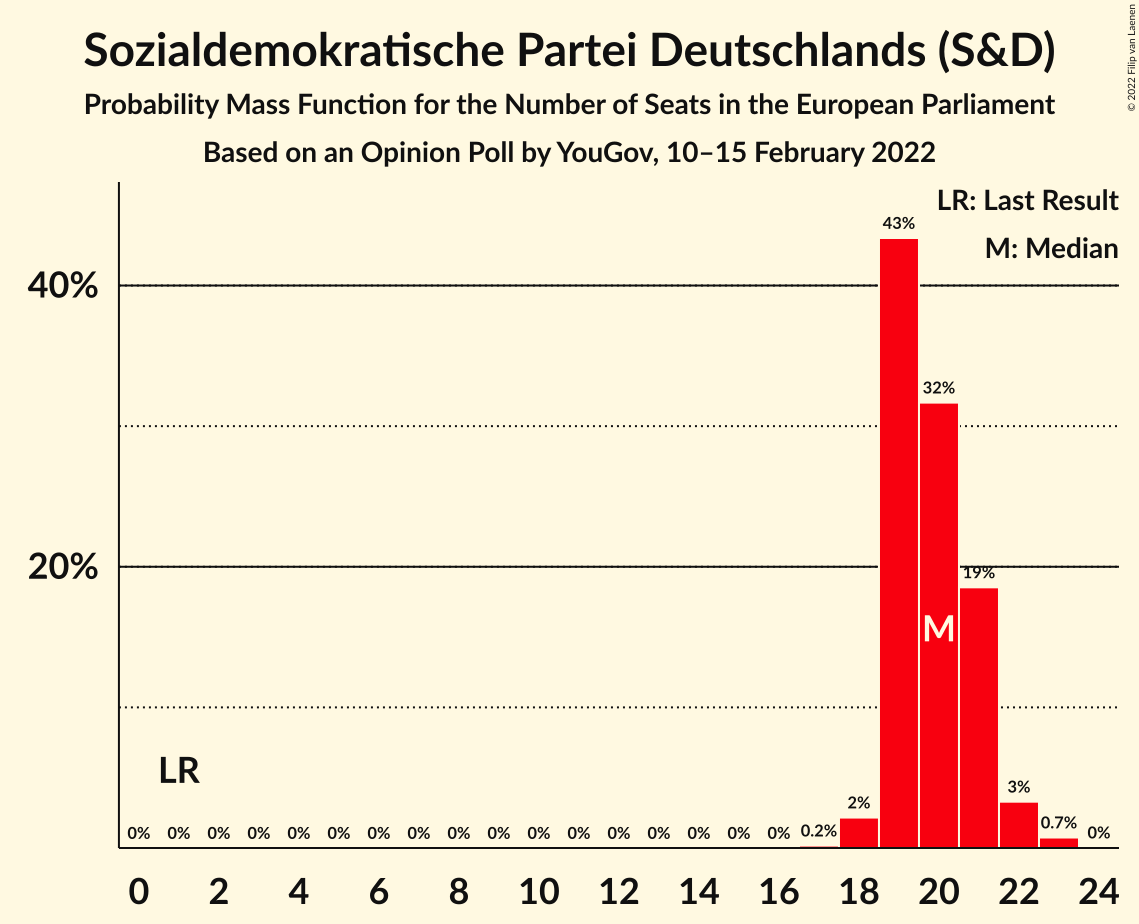 Sozialdemokratische Partei Deutschlands (S&D)
Probability Mass Function for the Number of Seats in the European Parliament
Based on an Opinion Poll by YouGov, 10–15 February 2022
© 2022 Filip van Laenen
LR: Last Result
M: Median
40%
20%
43%
32%
19%
M
LR
0% 0% 0% 0% 0% 0% 0% 0% 0% 0% 0% 0% 0% 0% 0% 0% 0% 0.2% 2% 3% 0.7% 0%
0 2 4 6 8 10 12 14 16 18 20 22 24